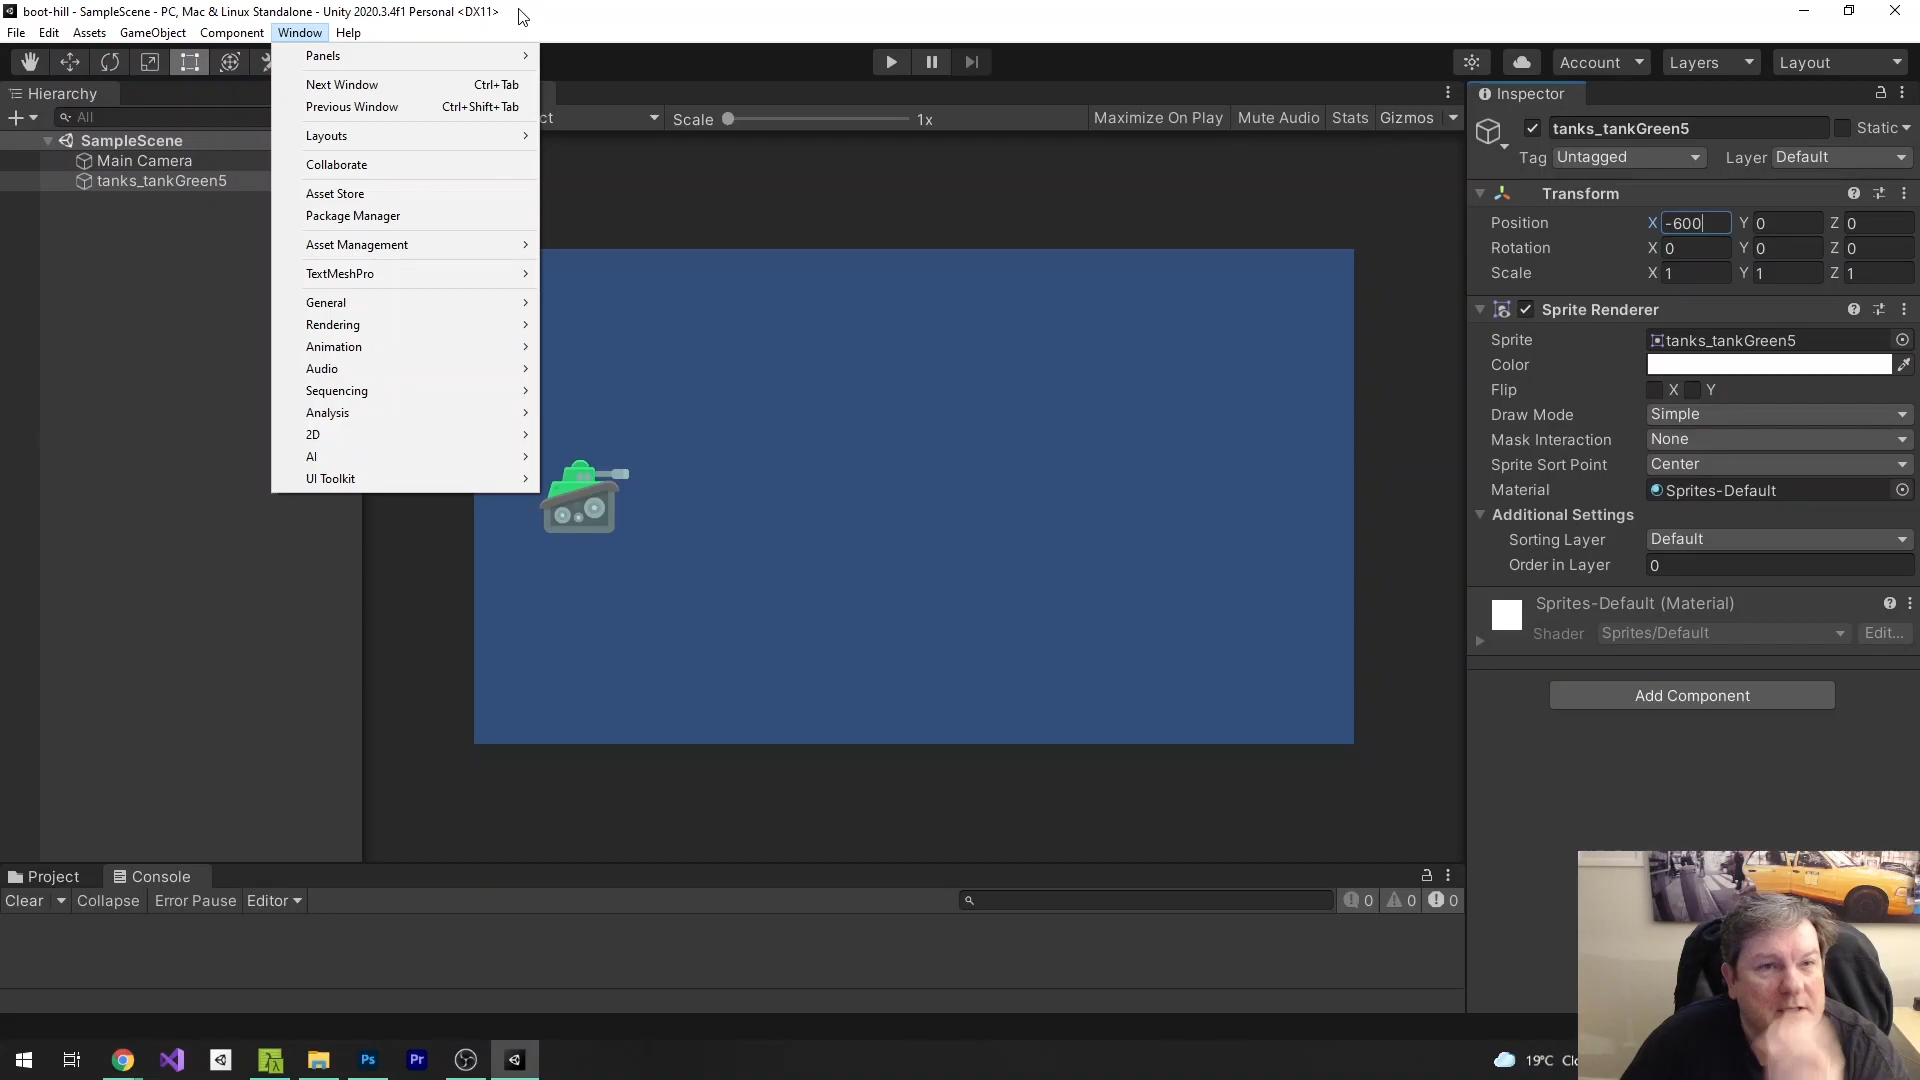 boot-hill - SampleScene - PC, Mac & Linux Standalone - Unity 2020.3.4f1 Personal <DX11>
File Edit Assets GameObject Component Window Help
Account Layers Layout
Panels
Next Window Ctrl+Tab
Previous Window Ctrl+Shift+Tab
Layouts
Collaborate
Asset Store
Package Manager
Asset Management
TextMeshPro
General
Rendering
Animation
Audio
Sequencing
Analysis
2D
AI
UI Toolkit
Hierarchy
All
SampleScene
Main Camera
tanks_tankGreen5
ct Scale 1x Maximize On Play Mute Audio Stats Gizmos
Inspector
tanks_tankGreen5 Static
Tag Untagged Layer Default
Transform
Position X -600 Y 0 Z 0
Rotation X 0 Y 0 Z 0
Scale X 1 Y 1 Z 1
Sprite Renderer
Sprite tanks_tankGreen5
Color
Flip X Y
Draw Mode Simple
Mask Interaction None
Sprite Sort Point Center
Material Sprites-Default
Additional Settings
Sorting Layer Default
Order in Layer 0
Sprites-Default (Material)
Shader Sprites/Default Edit...
Add Component
Project Console
Clear Collapse Error Pause Editor 0 0 0
Ps Pr 19°C Clo